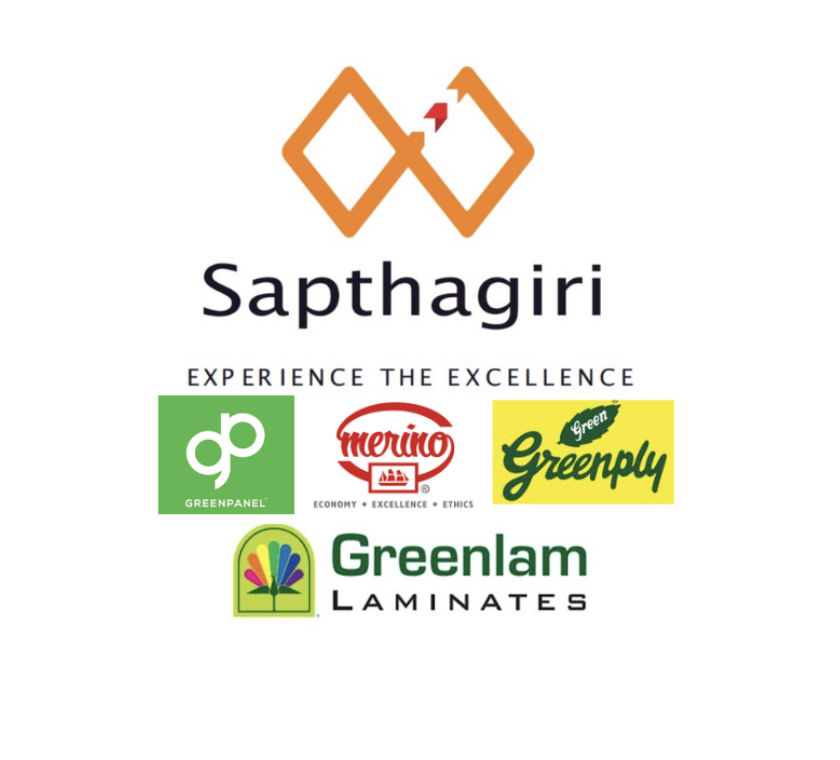 Sapthagiri
EXPERIENCE THE EXCELLENCE
gp
GREENPANEL
merino
®
ECONOMY • EXCELLENCE • ETHICS
Green
Greenply
Greenlam
LAMINATES